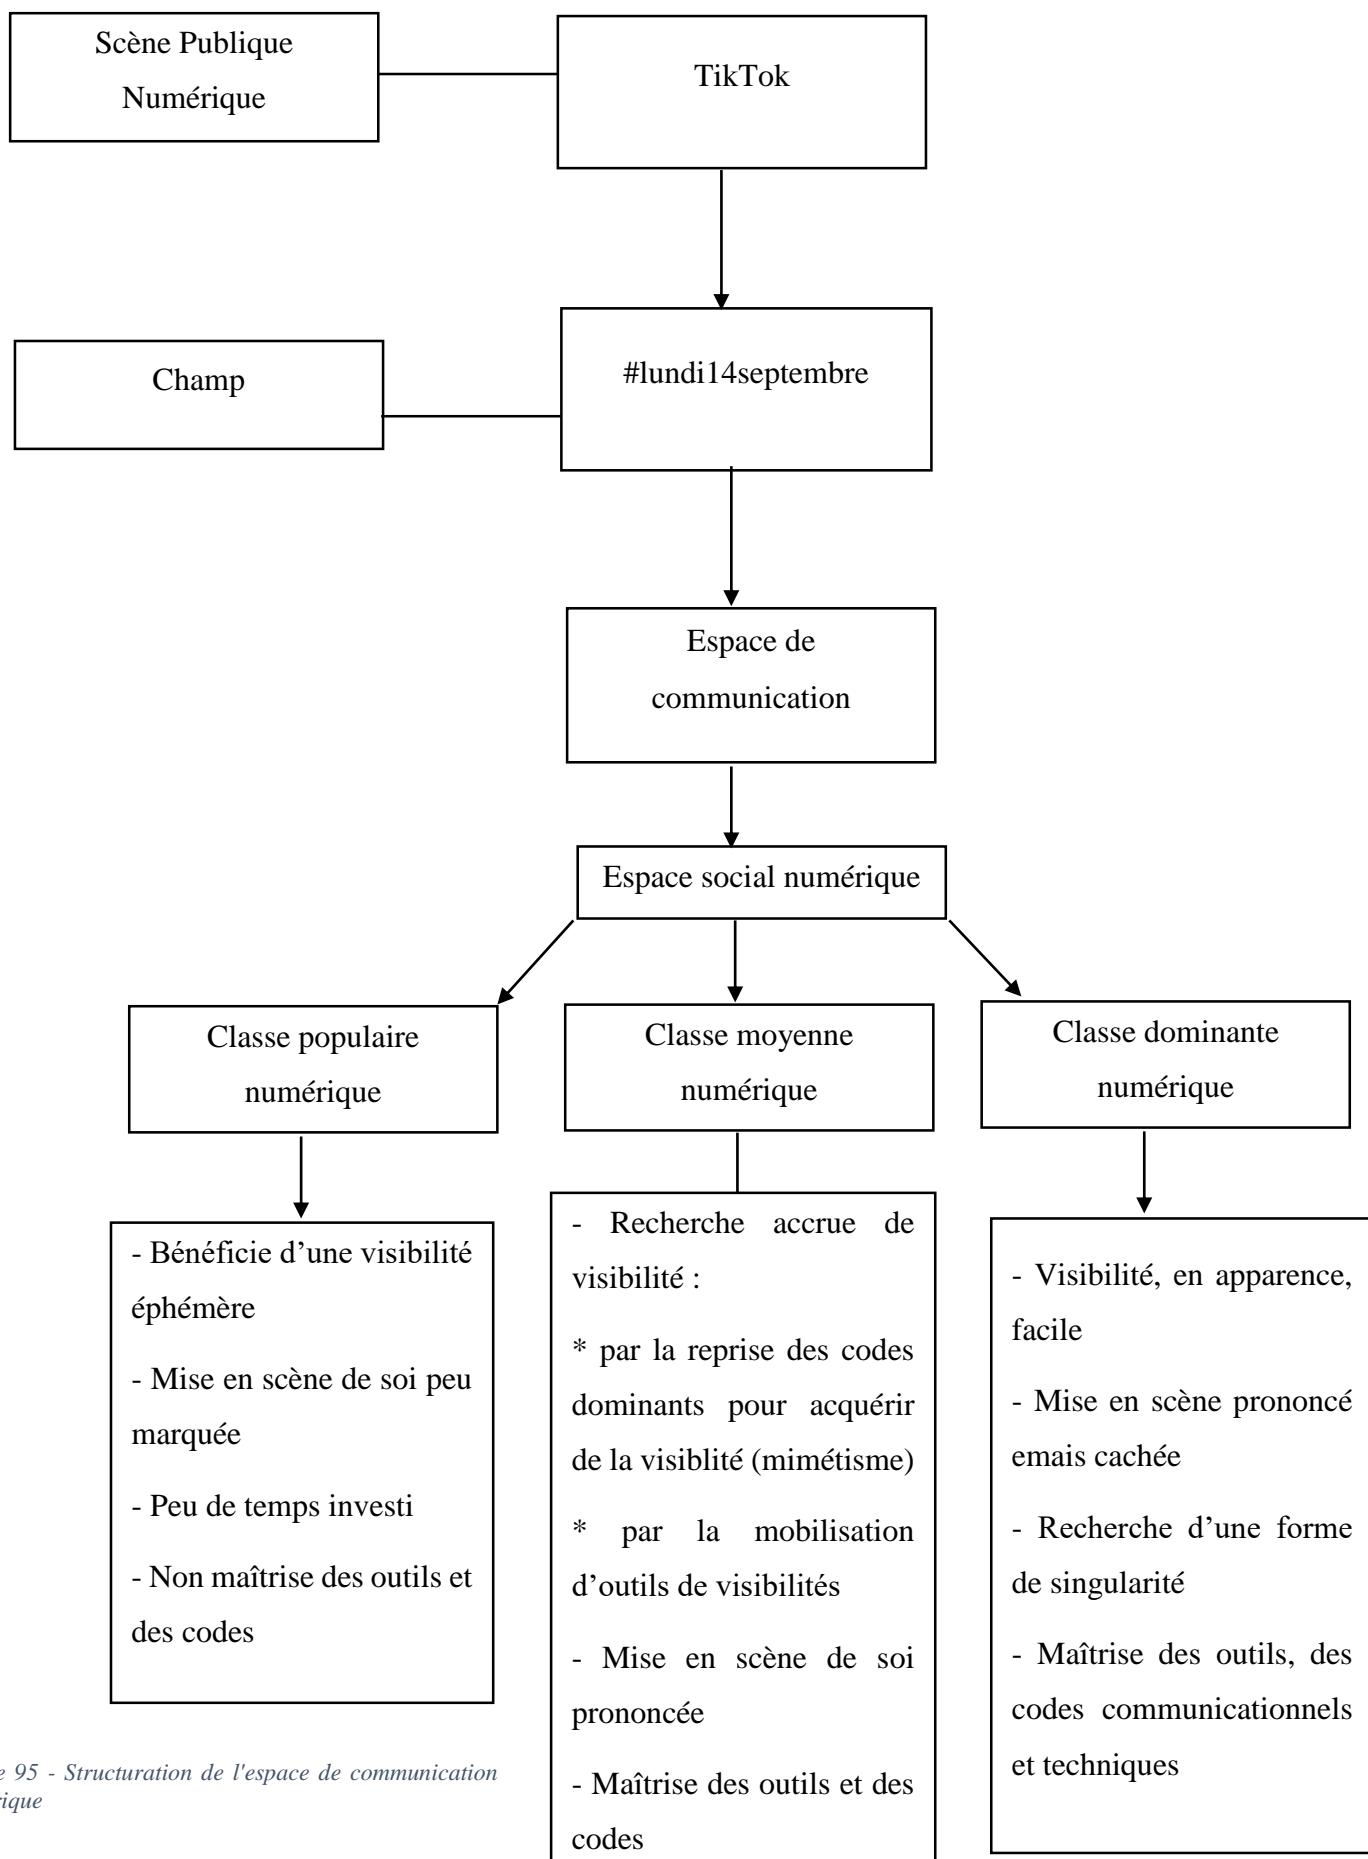 Scène Publique
Numérique
TikTok
Champ
#lundi14septembre
Espace de
communication
Espace social numérique
Classe populaire
numérique
Classe moyenne
numérique
Classe dominante
numérique
- Bénéficie d’une visibilité
éphémère
- Mise en scène de soi peu
marquée
- Peu de temps investi
- Non maîtrise des outils et
des codes
- Recherche accrue de
visibilité :
* par la reprise des codes
dominants pour acquérir
de la visiblité (mimétisme)
* par la mobilisation
d’outils de visibilités
- Mise en scène de soi
prononcée
- Maîtrise des outils et des
codes
- Visibilité, en apparence,
facile
- Mise en scène prononcé
emais cachée
- Recherche d’une forme
de singularité
- Maîtrise des outils, des
codes communicationnels
et techniques
e 95 - Structuration de l'espace de communication
rique